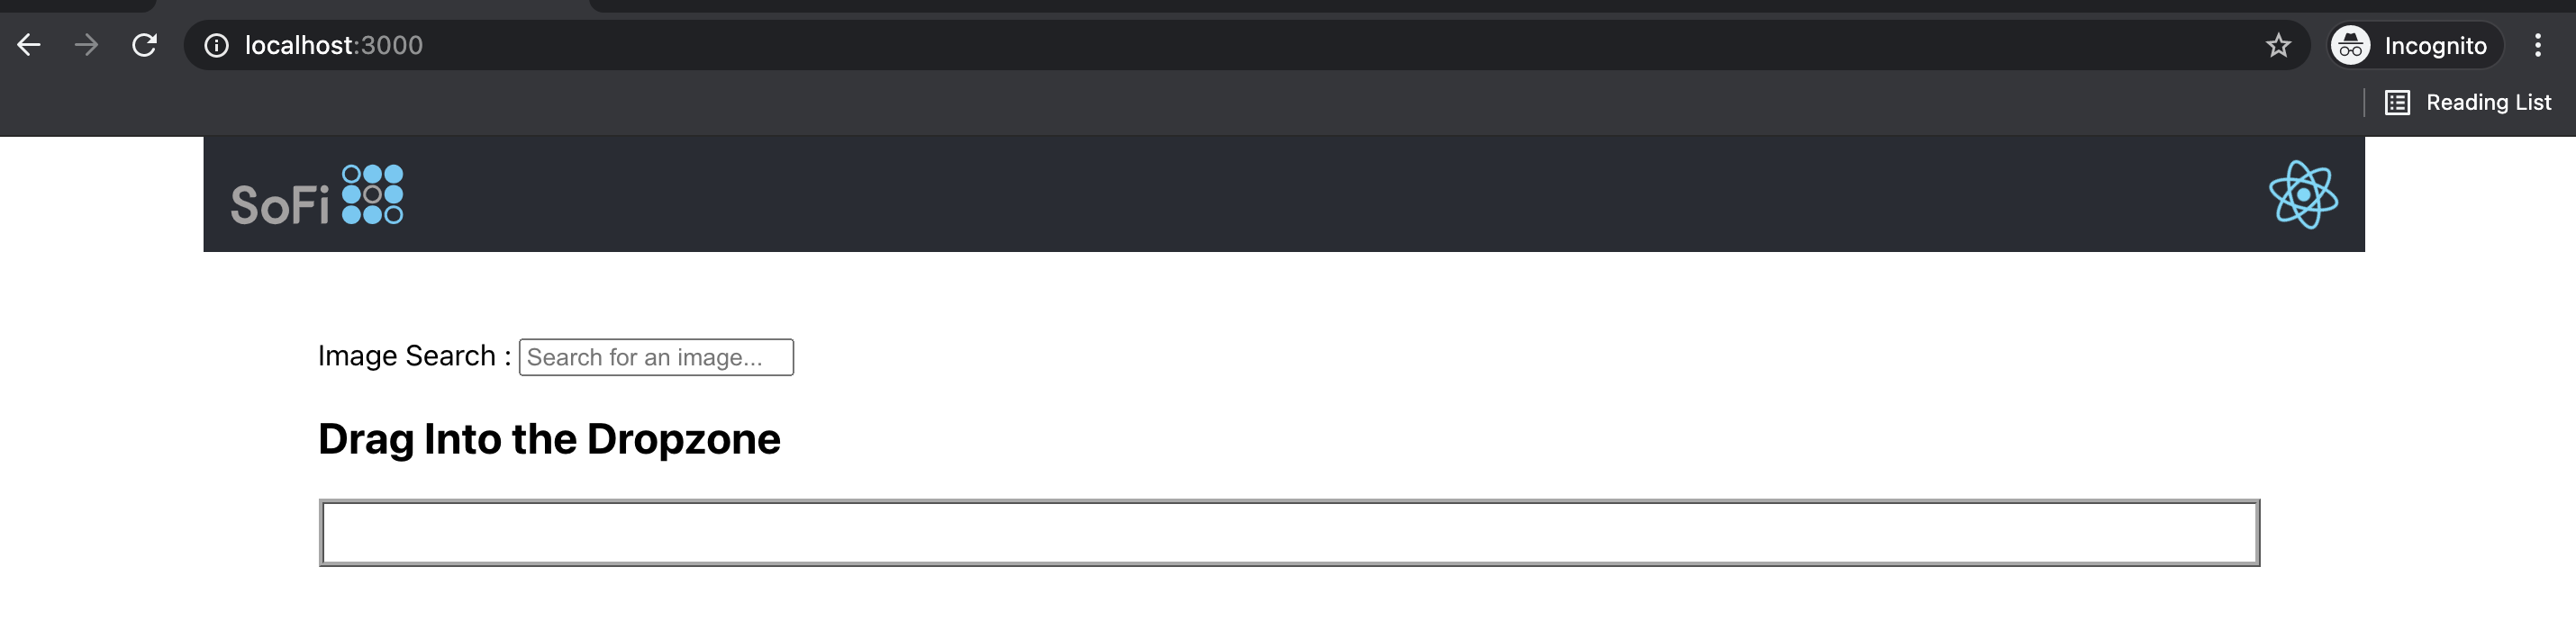 localhost:3000
Incognito
Reading List
SoFi
Image Search : Search for an image...
Drag Into the Dropzone